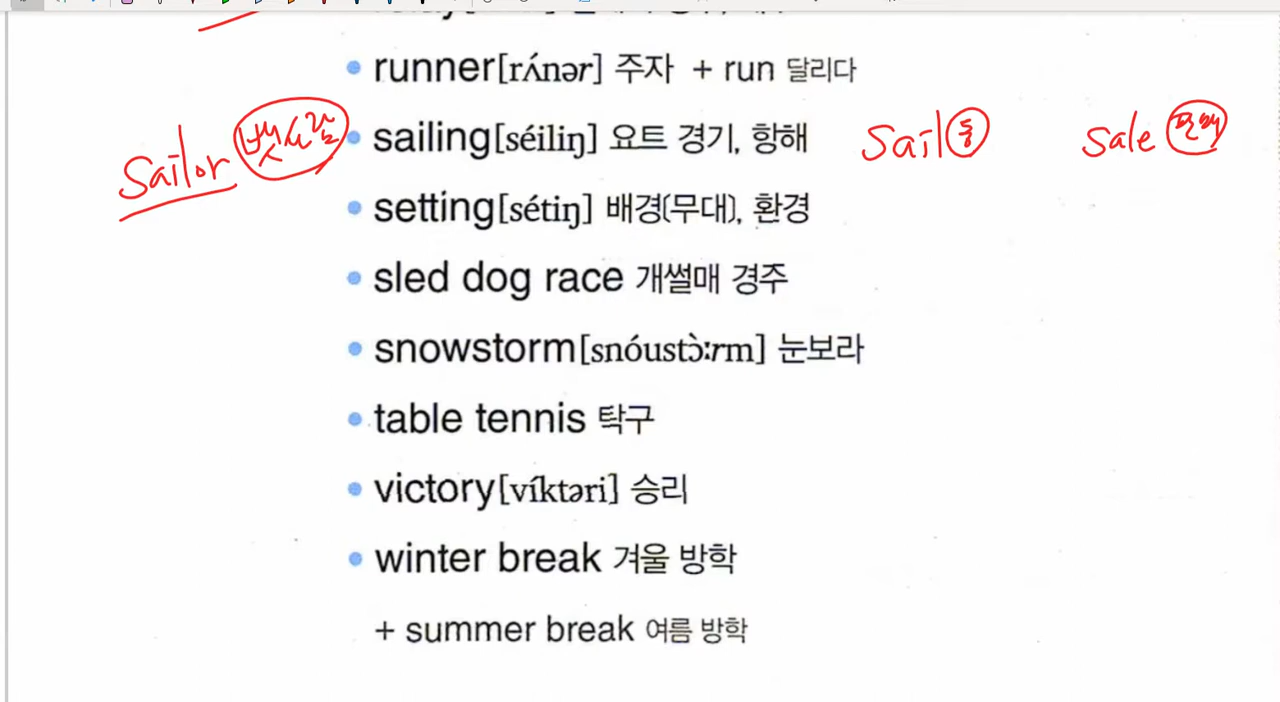 runner[rʌ́nər] 주자 + run 달리다
Sailor 뱃사람 sailing[séiliŋ] 요트 경기, 항해 Sail 동 Sale 판매
setting[sétiŋ] 배경(무대), 환경
sled dog race 개썰매 경주
snowstorm[snóustɔ̀ːrm] 눈보라
table tennis 탁구
victory[víktəri] 승리
winter break 겨울 방학
+ summer break 여름 방학